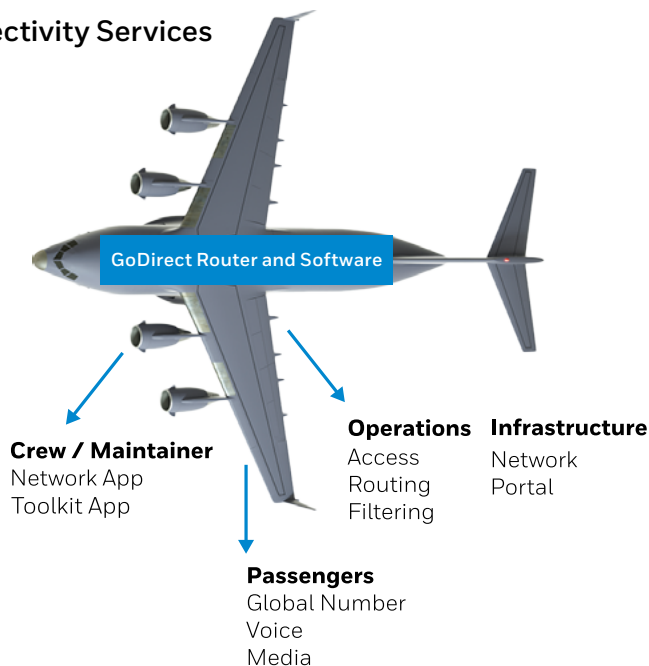 ectivity Services
GoDirect Router and Software
Crew / Maintainer
Network App
Toolkit App
Operations
Access
Routing
Filtering
Infrastructure
Network
Portal
Passengers
Global Number
Voice
Media